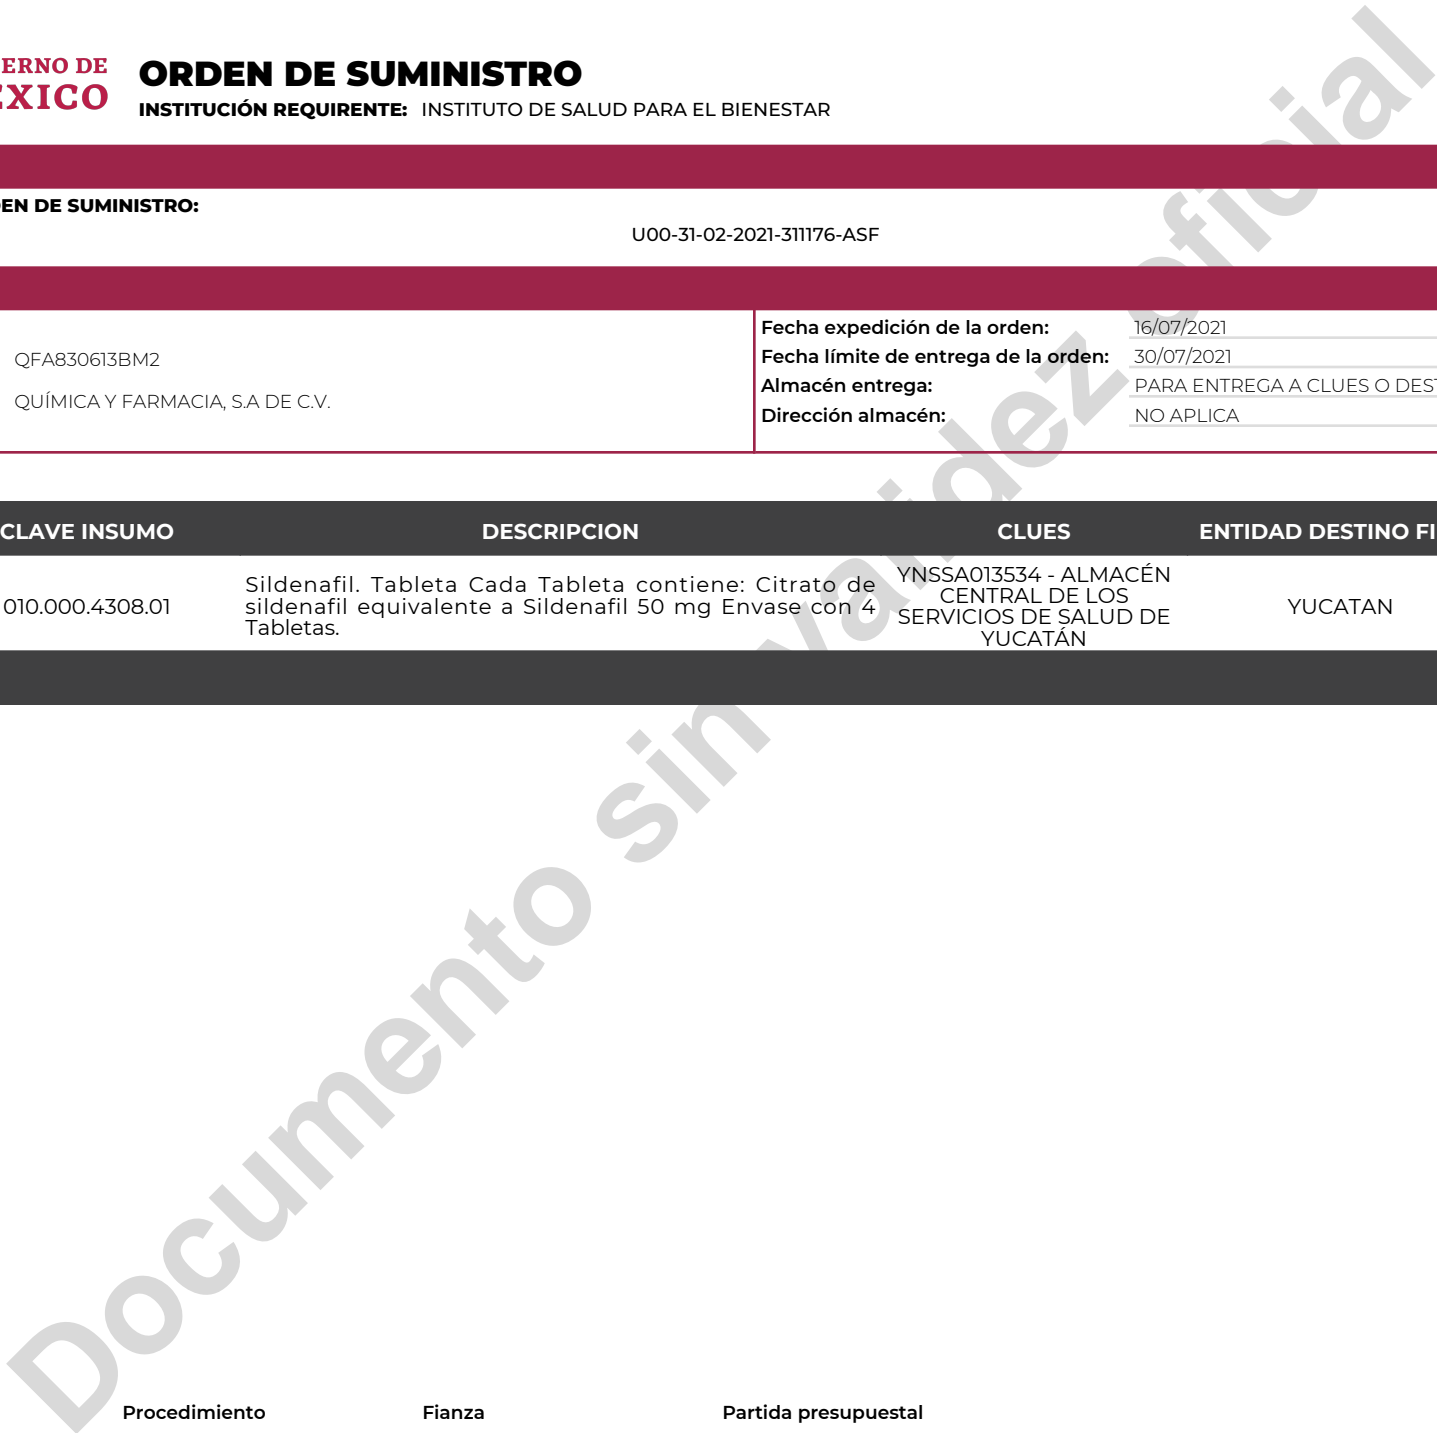 ERNO DE
ÉXICO
ORDEN DE SUMINISTRO
INSTITUCIÓN REQUIRENTE: INSTITUTO DE SALUD PARA EL BIENESTAR
EN DE SUMINISTRO:
U00-31-02-2021-311176-ASF
QFA830613BM2
QUÍMICA Y FARMACIA, S.A DE C.V.
Fecha expedición de la orden: 16/07/2021
Fecha límite de entrega de la orden: 30/07/2021
Almacén entrega: PARA ENTREGA A CLUES O DEST
Dirección almacén: NO APLICA
CLAVE INSUMO DESCRIPCION CLUES ENTIDAD DESTINO FI
010.000.4308.01
Sildenafil. Tableta Cada Tableta contiene: Citrato de
sildenafil equivalente a Sildenafil 50 mg Envase con 4
Tabletas.
YNSSA013534 - ALMACÉN
CENTRAL DE LOS
SERVICIOS DE SALUD DE
YUCATÁN
YUCATAN
Documento sin validez oficial
Procedimiento Fianza Partida presupuestal